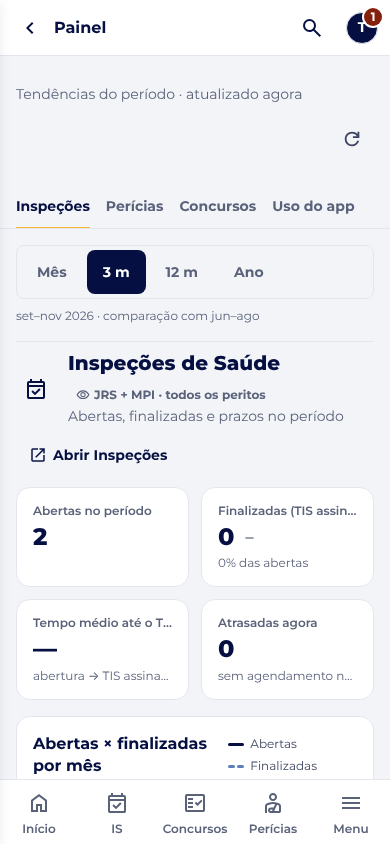 Painel
T
1
Tendências do período · atualizado agora
Inspeções
Perícias
Concursos
Uso do app
Mês
3 m
12 m
Ano
set–nov 2026 · comparação com jun–ago
Inspeções de Saúde
JRS + MPI · todos os peritos
Abertas, finalizadas e prazos no período
Abrir Inspeções
Abertas no período
2
Finalizadas (TIS assin...
0 –
0% das abertas
Tempo médio até o T...
—
abertura → TIS assina...
Atrasadas agora
0
sem agendamento n...
Abertas × finalizadas
por mês
Abertas
Finalizadas
Início
IS
Concursos
Perícias
Menu